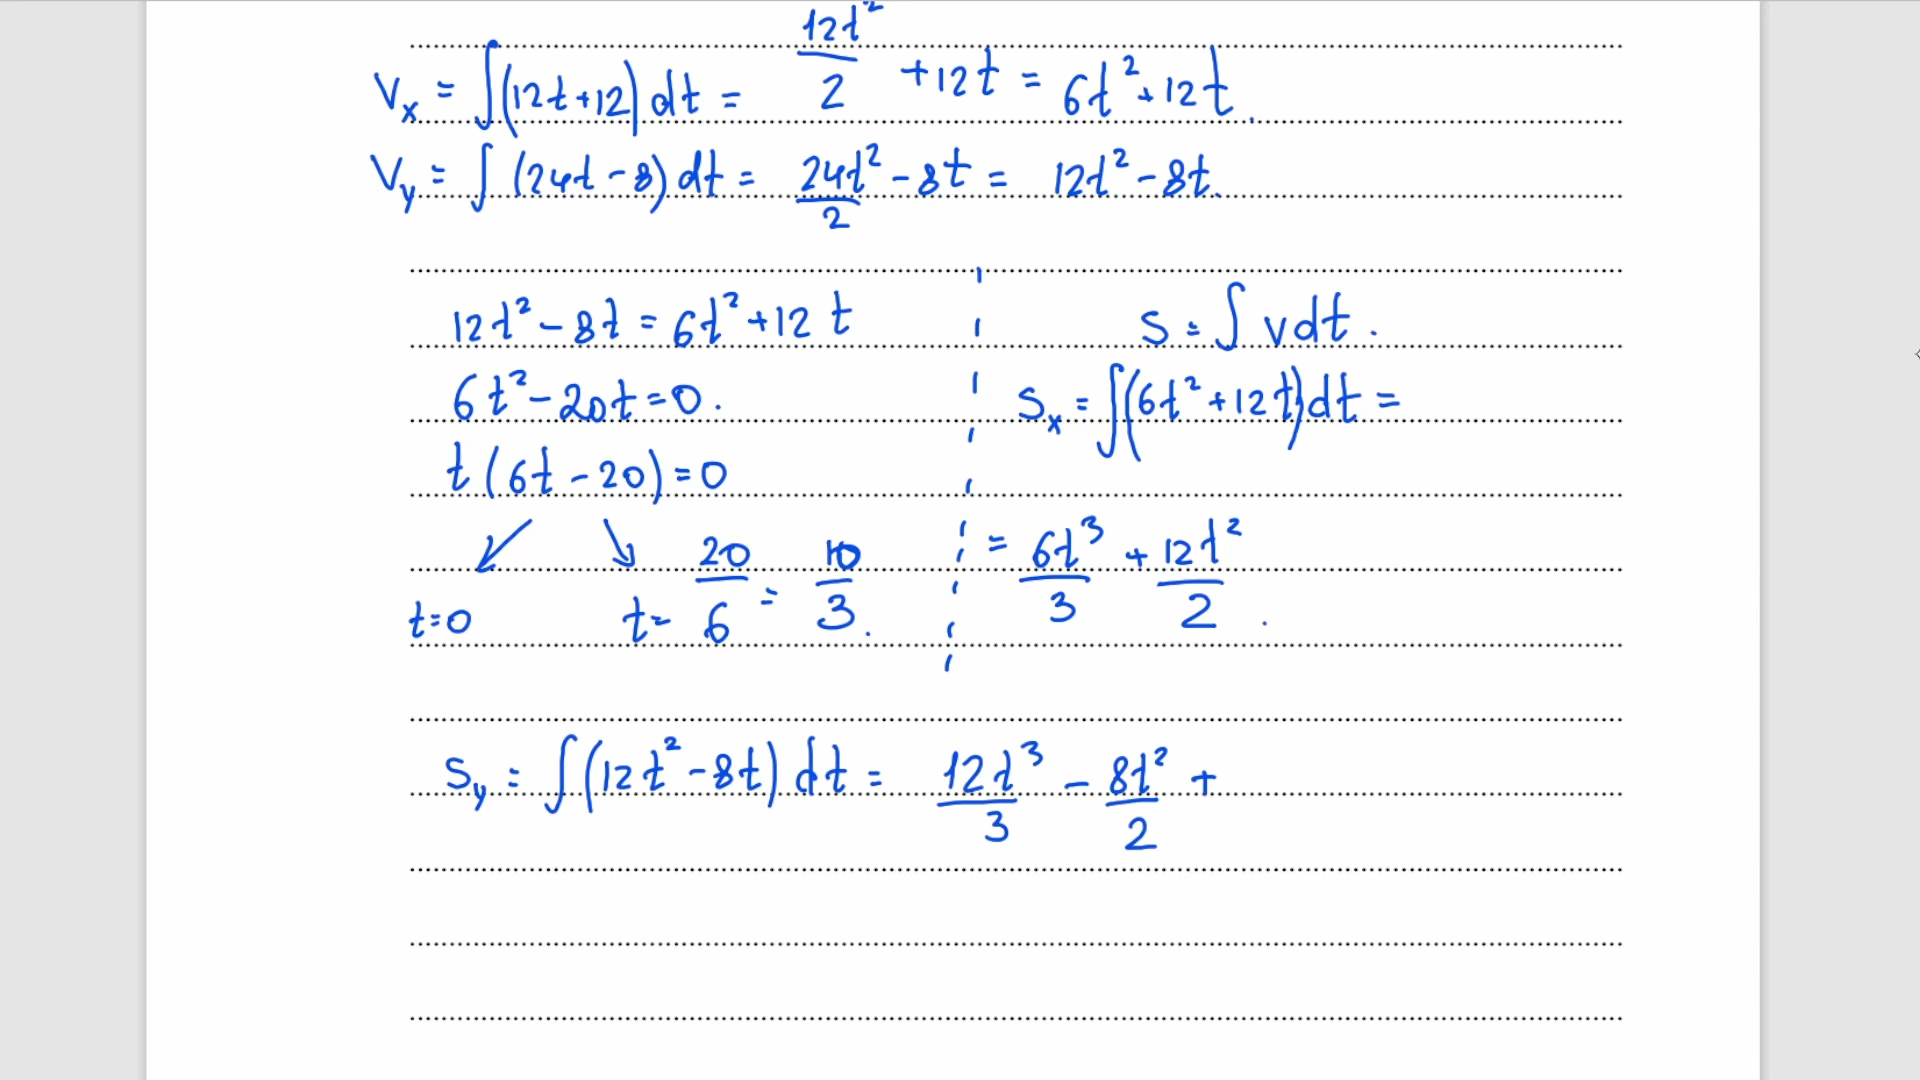 Vx = ∫(12t+12)dt = 12t²/2 + 12t = 6t²+12t.
Vy = ∫(24t-8)dt = 24t²/2 - 8t = 12t²-8t.
12t²-8t = 6t²+12t
6t²-20t=0.
t(6t-20)=0
t=0 t= 20/6 = 10/3.
S = ∫vdt.
Sx = ∫(6t²+12t)dt =
= 6t³/3 + 12t²/2.
Sy = ∫(12t²-8t)dt = 12t³/3 - 8t²/2 +